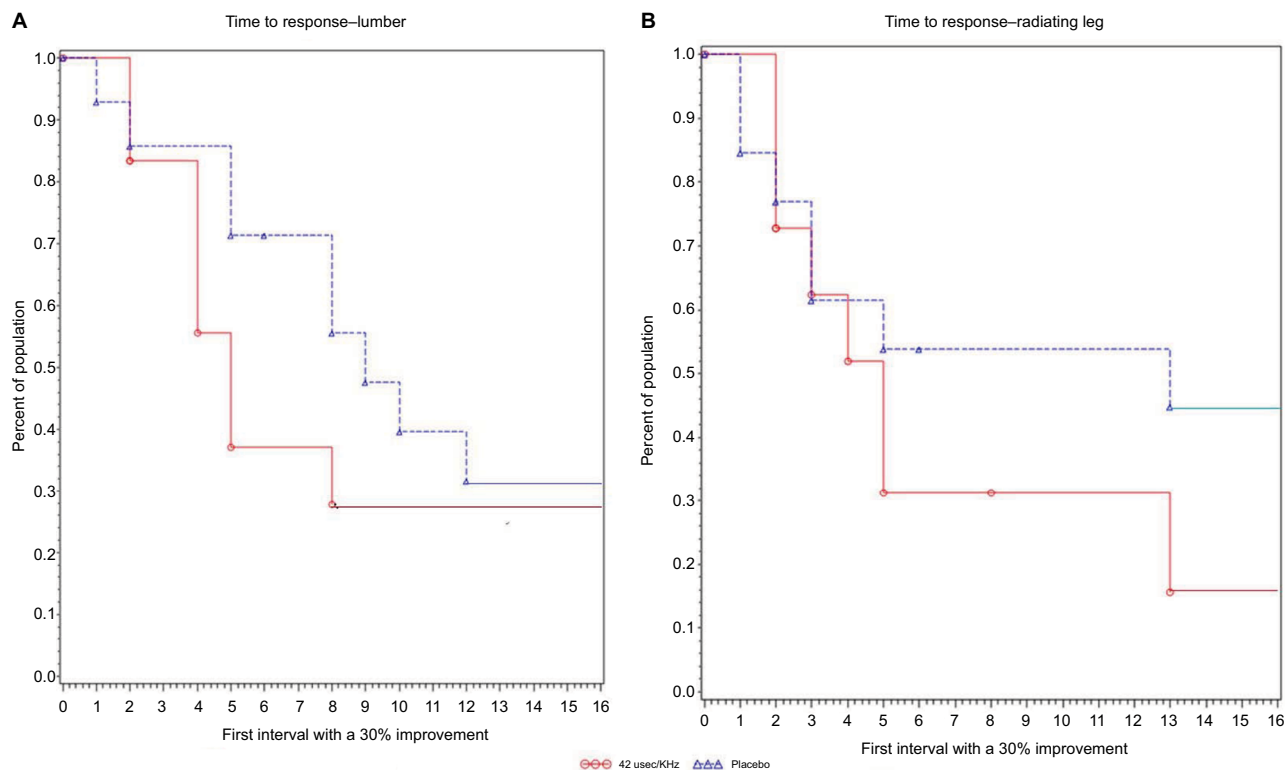 A
Time to response–lumber
Percent of population
1.0
0.9
0.8
0.7
0.6
0.5
0.4
0.3
0.2
0.1
0.0
0 1 2 3 4 5 6 7 8 9 10 11 12 13 14 15 16
First interval with a 30% improvement
B
Time to response–radiating leg
Percent of population
1.0
0.9
0.8
0.7
0.6
0.5
0.4
0.3
0.2
0.1
0.0
0 1 2 3 4 5 6 7 8 9 10 11 12 13 14 15 16
First interval with a 30% improvement
42 usec/KHz Placebo